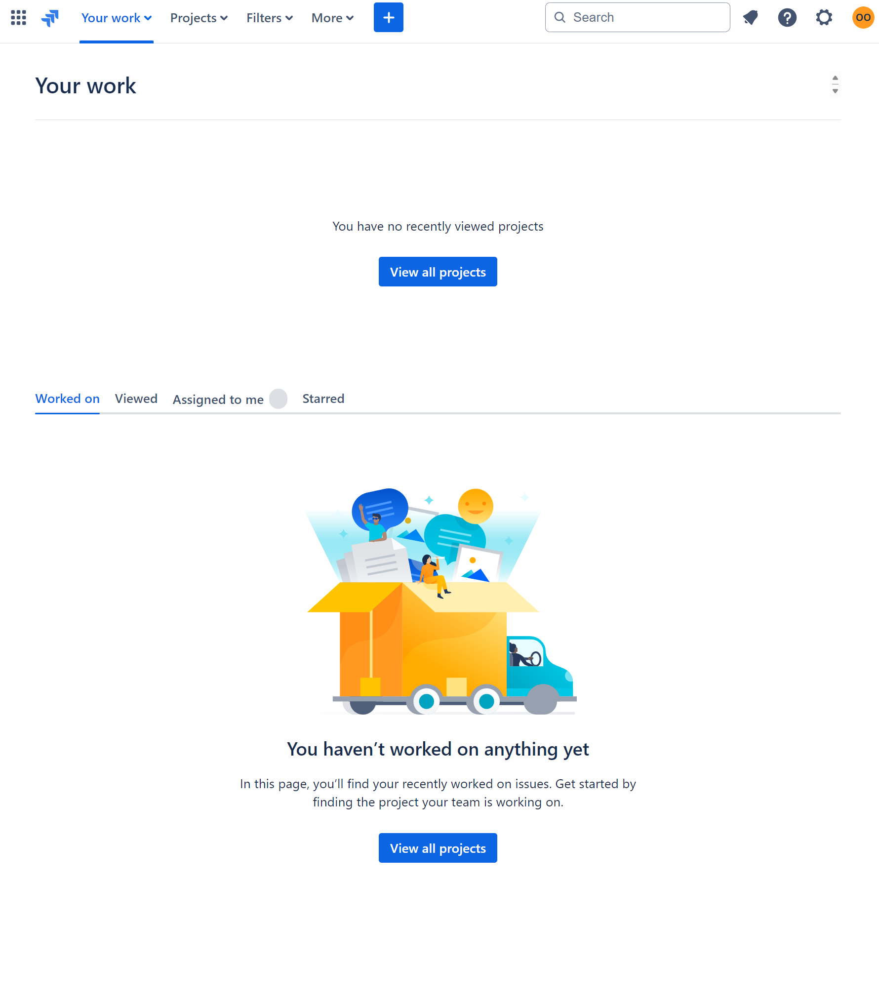 Your work Projects Filters More Search OO
Your work
You have no recently viewed projects
View all projects
Worked on Viewed Assigned to me Starred
You haven’t worked on anything yet
In this page, you’ll find your recently worked on issues. Get started by
finding the project your team is working on.
View all projects